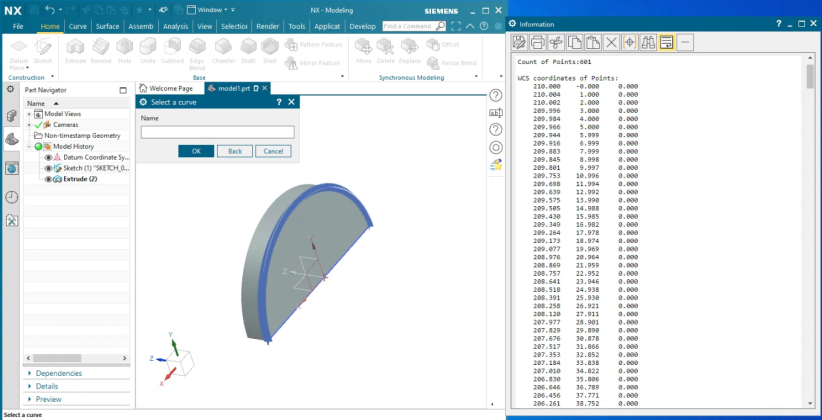 NX
Window
NX - Modeling
SIEMENS
File Home Curve Surface Assemb Analysis View Selection Render Tools Applicat Develop Find a Command
Datum Plane Sketch Extrude Revolve Hole Unite Subtract Edge Blend Chamfer Draft Shell Pattern Feature Mirror Feature Move Delete Replace Offset Resize Blend
Construction Base Synchronous Modeling
Part Navigator
Name
Model Views
Cameras
Non-timestamp Geometry
Model History
Datum Coordinate Sy...
Sketch (1) "SKETCH_0...
Extrude (2)
Dependencies
Details
Preview
Select a curve
Welcome Page model1.prt
Select a curve
Name
OK Back Cancel
Z
Y
Z
X
Information
Count of Points:601
WCS coordinates of Points:
210.000 -0.000 0.000
210.004 1.000 0.000
210.002 2.000 0.000
209.996 3.000 0.000
209.984 4.000 0.000
209.966 5.000 0.000
209.944 5.999 0.000
209.916 6.999 0.000
209.883 7.999 0.000
209.845 8.998 0.000
209.801 9.997 0.000
209.753 10.996 0.000
209.698 11.994 0.000
209.639 12.992 0.000
209.575 13.990 0.000
209.505 14.988 0.000
209.430 15.985 0.000
209.349 16.982 0.000
209.264 17.978 0.000
209.173 18.974 0.000
209.077 19.969 0.000
208.976 20.964 0.000
208.869 21.959 0.000
208.757 22.952 0.000
208.641 23.946 0.000
208.518 24.938 0.000
208.391 25.930 0.000
208.258 26.921 0.000
208.120 27.911 0.000
207.977 28.901 0.000
207.829 29.890 0.000
207.676 30.878 0.000
207.517 31.866 0.000
207.353 32.852 0.000
207.184 33.838 0.000
207.010 34.822 0.000
206.830 35.806 0.000
206.646 36.789 0.000
206.456 37.771 0.000
206.261 38.752 0.000